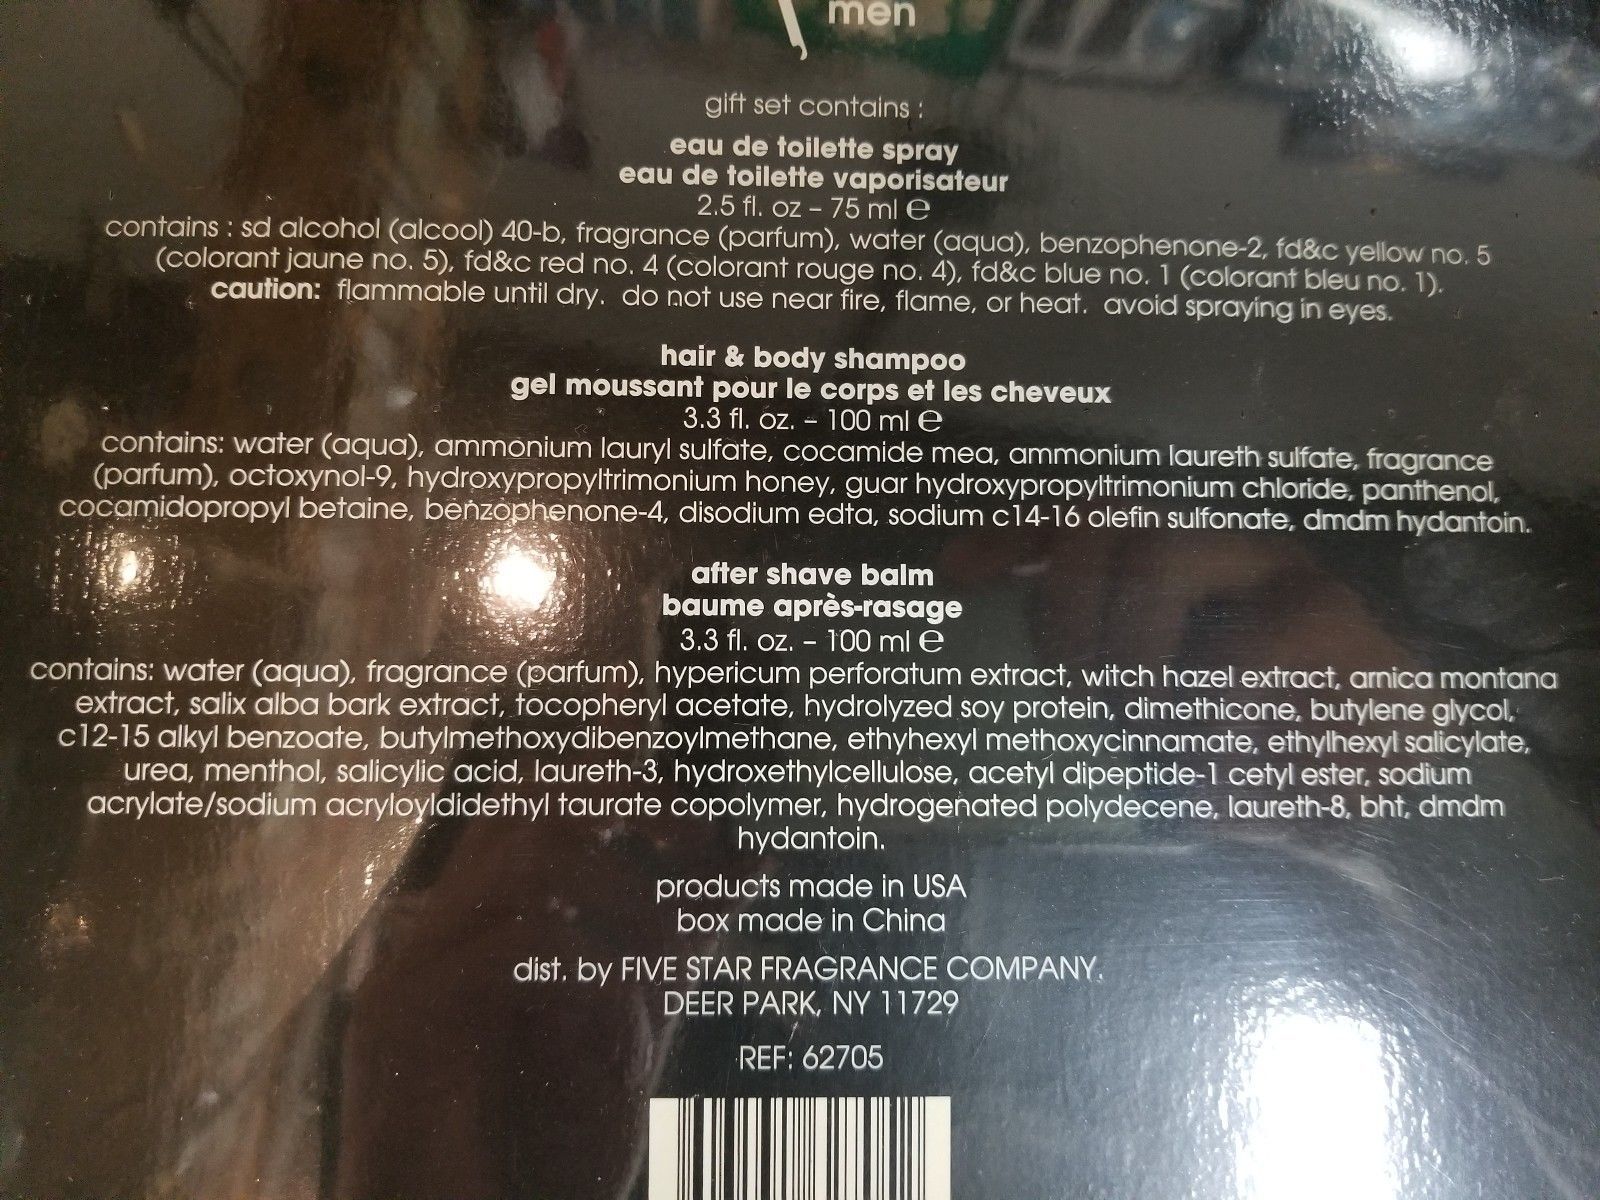 men
gift set contains :
eau de toilette spray
eau de toilette vaporisateur
2.5 fl. oz – 75 ml ℮
contains : sd alcohol (alcool) 40-b, fragrance (parfum), water (aqua), benzophenone-2, fd&c yellow no. 5
(colorant jaune no. 5), fd&c red no. 4 (colorant rouge no. 4), fd&c blue no. 1 (colorant bleu no. 1).
caution: flammable until dry. do not use near fire, flame, or heat. avoid spraying in eyes.
hair & body shampoo
gel moussant pour le corps et les cheveux
3.3 fl. oz. – 100 ml ℮
contains: water (aqua), ammonium lauryl sulfate, cocamide mea, ammonium laureth sulfate, fragrance
(parfum), octoxynol-9, hydroxypropyltrimonium honey, guar hydroxypropyltrimonium chloride, panthenol,
cocamidopropyl betaine, benzophenone-4, disodium edta, sodium c14-16 olefin sulfonate, dmdm hydantoin.
after shave balm
baume après-rasage
3.3 fl. oz. – 100 ml ℮
contains: water (aqua), fragrance (parfum), hypericum perforatum extract, witch hazel extract, arnica montana
extract, salix alba bark extract, tocopheryl acetate, hydrolyzed soy protein, dimethicone, butylene glycol,
c12-15 alkyl benzoate, butylmethoxydibenzoylmethane, ethyhexyl methoxycinnamate, ethylhexyl salicylate,
urea, menthol, salicylic acid, laureth-3, hydroxethylcellulose, acetyl dipeptide-1 cetyl ester, sodium
acrylate/sodium acryloyldidethyl taurate copolymer, hydrogenated polydecene, laureth-8, bht, dmdm
hydantoin.
products made in USA
box made in China
dist. by FIVE STAR FRAGRANCE COMPANY.
DEER PARK, NY 11729
REF: 62705